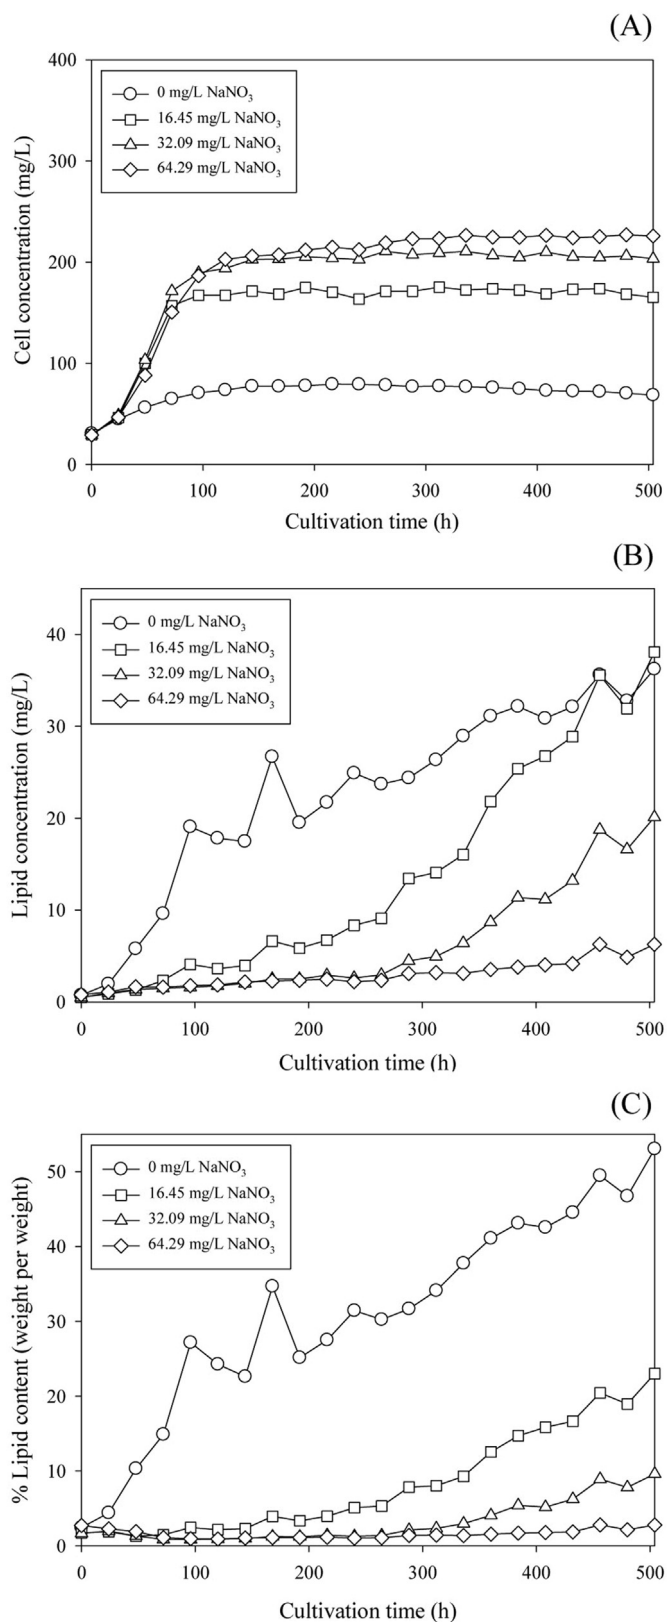 (A)
400
0 mg/L NaNO3
16.45 mg/L NaNO3
32.09 mg/L NaNO3
64.29 mg/L NaNO3
300
200
100
0
Cell concentration (mg/L)
0 100 200 300 400 500
Cultivation time (h)
(B)
0 mg/L NaNO3
16.45 mg/L NaNO3
32.09 mg/L NaNO3
64.29 mg/L NaNO3
40
30
20
10
0
Lipid concentration (mg/L)
0 100 200 300 400 500
Cultivation time (h)
(C)
0 mg/L NaNO3
16.45 mg/L NaNO3
32.09 mg/L NaNO3
64.29 mg/L NaNO3
50
40
30
20
10
0
% Lipid content (weight per weight)
0 100 200 300 400 500
Cultivation time (h)